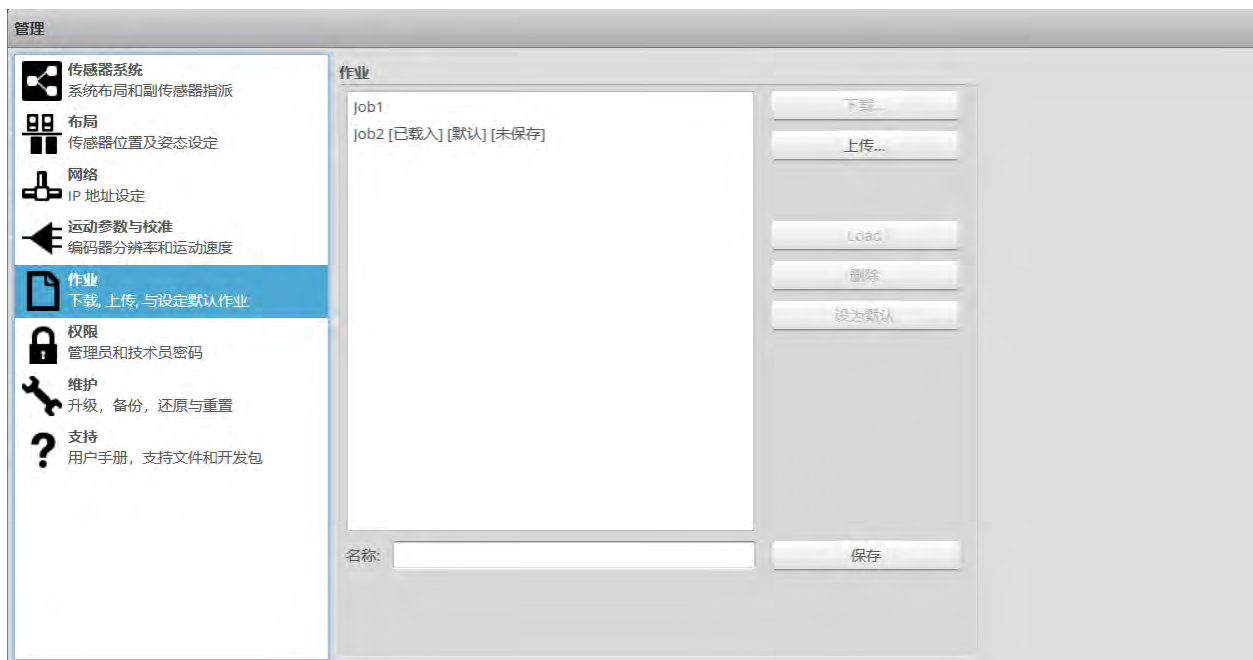 管理
传感器系统
系统布局和副传感器指派
布局
传感器位置及姿态设定
网络
IP 地址设定
运动参数与校准
编码器分辨率和运动速度
作业
下载, 上传, 与设定默认作业
权限
管理员和技术员密码
维护
升级，备份，还原与重置
支持
用户手册，支持文件和开发包
作业
Job1
Job2 [已载入] [默认] [未保存]
下载...
上传...
Load
删除
设为默认
名称:
保存